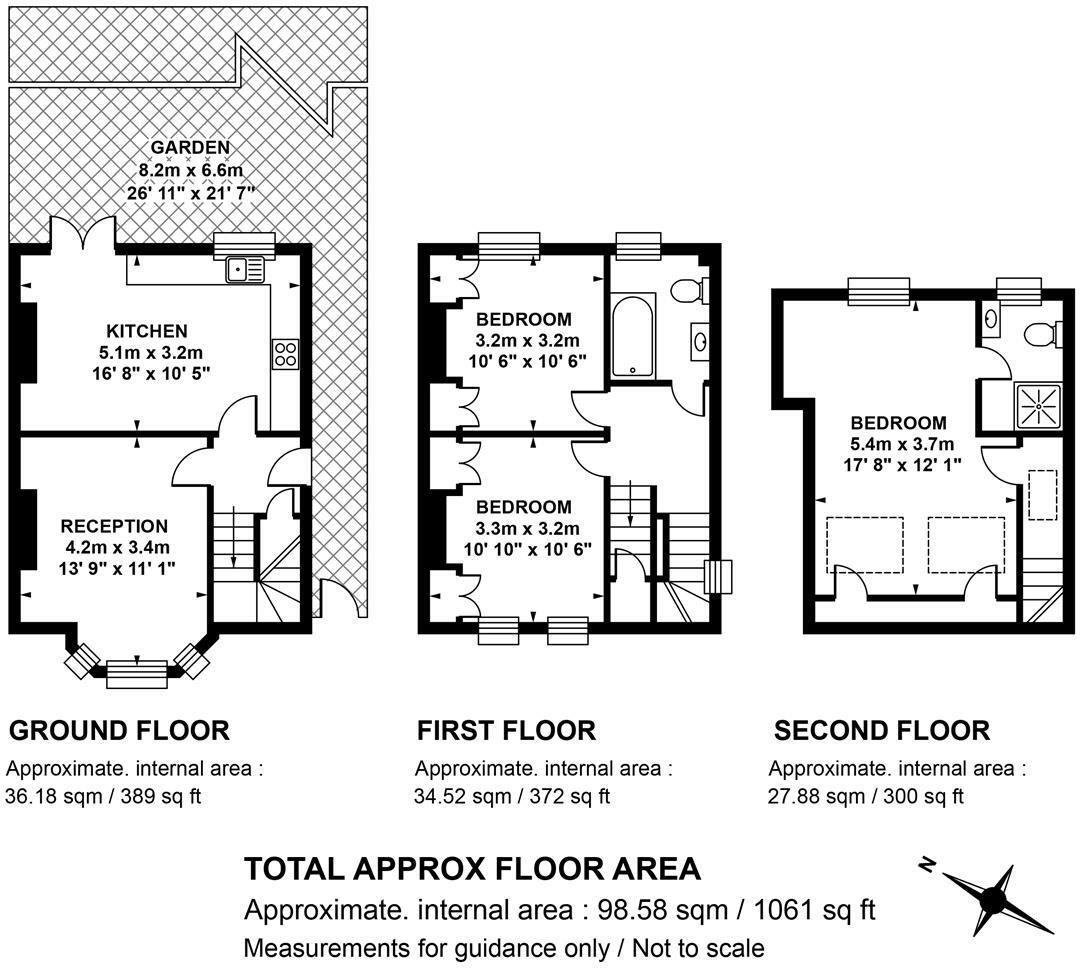 GARDEN
8.2m x 6.6m
26' 11" x 21' 7"
KITCHEN
5.1m x 3.2m
16' 8" x 10' 5"
RECEPTION
4.2m x 3.4m
13' 9" x 11' 1"
BEDROOM
3.2m x 3.2m
10' 6" x 10' 6"
BEDROOM
3.3m x 3.2m
10' 10" x 10' 6"
BEDROOM
5.4m x 3.7m
17' 8" x 12' 1"
GROUND FLOOR
Approximate. internal area :
36.18 sqm / 389 sq ft
FIRST FLOOR
Approximate. internal area :
34.52 sqm / 372 sq ft
SECOND FLOOR
Approximate. internal area :
27.88 sqm / 300 sq ft
TOTAL APPROX FLOOR AREA
Approximate. internal area : 98.58 sqm / 1061 sq ft
Measurements for guidance only / Not to scale
N